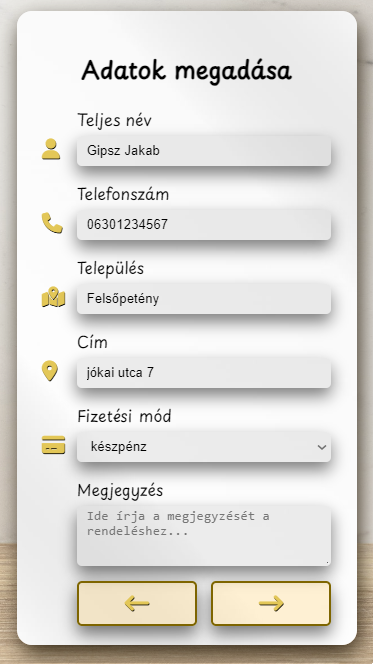 Adatok megadása
Teljes név
Gipsz Jakab
Telefonszám
06301234567
Település
Felsőpetény
Cím
jókai utca 7
Fizetési mód
készpénz
Megjegyzés
Ide írja a megjegyzését a
rendeléshez...